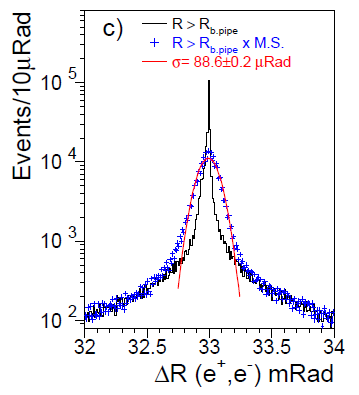 c)
R > R_b.pipe
R > R_b.pipe x M.S.
σ= 88.6±0.2 μRad
Events/10μRad
10^5
10^4
10^3
10^2
32 32.5 33 33.5 34
ΔR (e^+,e^-) mRad